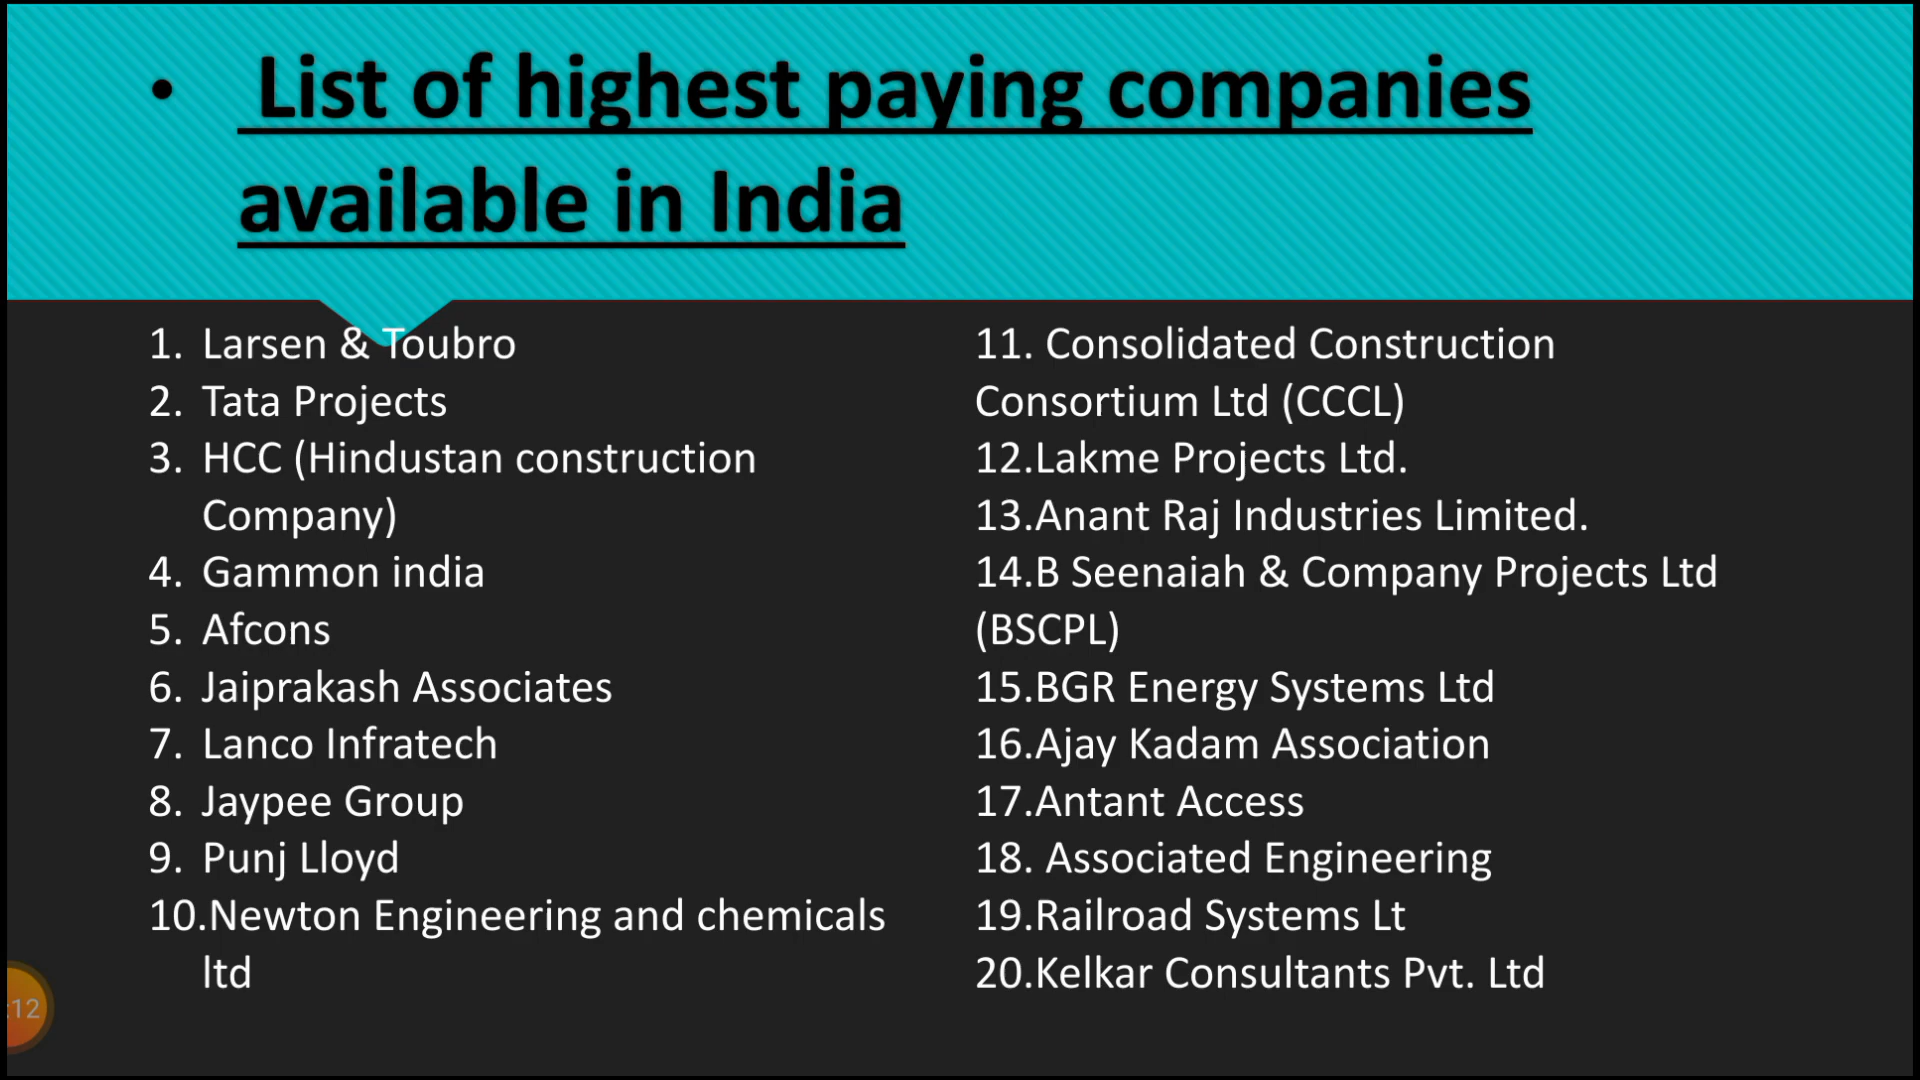 • List of highest paying companies
available in India
1. Larsen & Toubro
2. Tata Projects
3. HCC (Hindustan construction
Company)
4. Gammon india
5. Afcons
6. Jaiprakash Associates
7. Lanco Infratech
8. Jaypee Group
9. Punj Lloyd
10.Newton Engineering and chemicals
ltd
11. Consolidated Construction
Consortium Ltd (CCCL)
12.Lakme Projects Ltd.
13.Anant Raj Industries Limited.
14.B Seenaiah & Company Projects Ltd
(BSCPL)
15.BGR Energy Systems Ltd
16.Ajay Kadam Association
17.Antant Access
18. Associated Engineering
19.Railroad Systems Lt
20.Kelkar Consultants Pvt. Ltd
:12